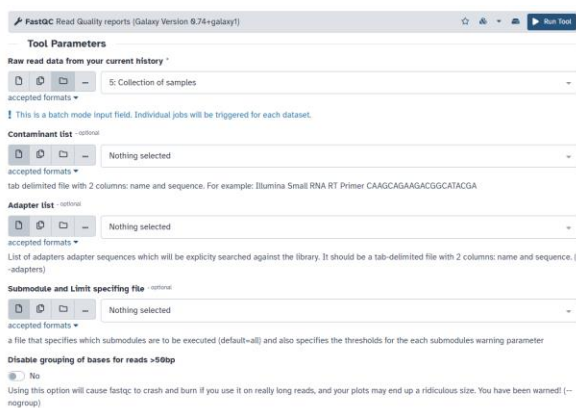 FastQC Read Quality reports (Galaxy Version 0.74+galaxy1)
Run Tool
Tool Parameters
Raw read data from your current history *
5: Collection of samples
accepted formats
This is a batch mode input field. Individual jobs will be triggered for each dataset.
Contaminant list - optional
Nothing selected
accepted formats
tab delimited file with 2 columns: name and sequence. For example: Illumina Small RNA RT Primer CAAGCAGAAGACGGCATACGA
Adapter list - optional
Nothing selected
accepted formats
List of adapters adapter sequences which will be explicity searched against the library. It should be a tab-delimited file with 2 columns: name and sequence. (
--adapters)
Submodule and Limit specifing file - optional
Nothing selected
accepted formats
a file that specifies which submodules are to be executed (default=all) and also specifies the thresholds for the each submodules warning parameter
Disable grouping of bases for reads >50bp
No
Using this option will cause fastqc to crash and burn if you use it on really long reads, and your plots may end up a ridiculous size. You have been warned! (--
nogroup)